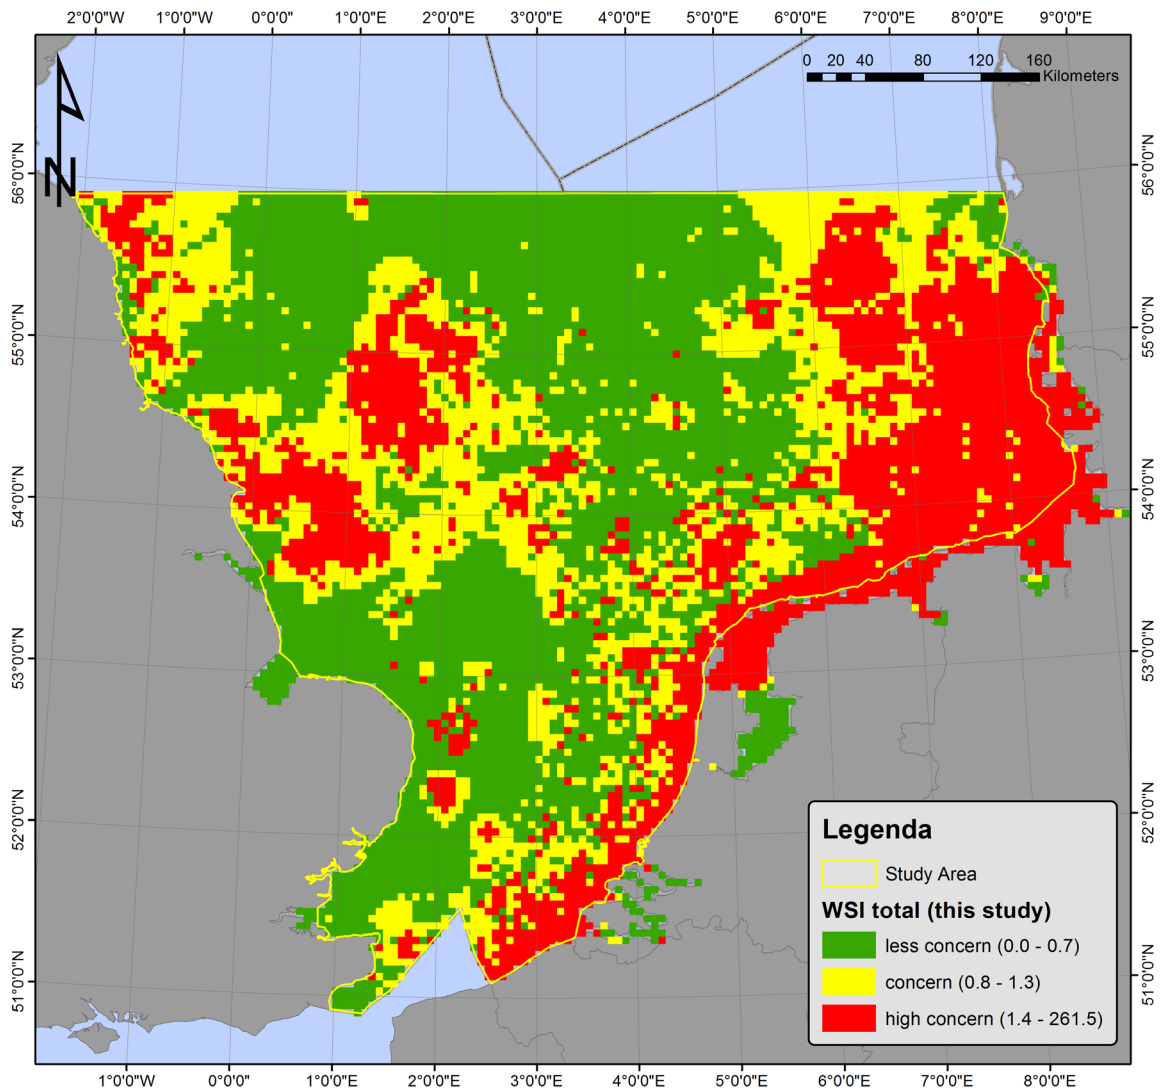 2°0'0"W 1°0'0"W 0°0'0" 1°0'0"E 2°0'0"E 3°0'0"E 4°0'0"E 5°0'0"E 6°0'0"E 7°0'0"E 8°0'0"E 9°0'0"E
0 20 40 80 120 160
Kilometers
N
56°0'0"N
55°0'0"N
54°0'0"N
53°0'0"N
52°0'0"N
51°0'0"N
56°0'0"N
55°0'0"N
54°0'0"N
53°0'0"N
52°0'0"N
51°0'0"N
Legenda
Study Area
WSI total (this study)
less concern (0.0 - 0.7)
concern (0.8 - 1.3)
high concern (1.4 - 261.5)
1°0'0"W 0°0'0" 1°0'0"E 2°0'0"E 3°0'0"E 4°0'0"E 5°0'0"E 6°0'0"E 7°0'0"E 8°0'0"E